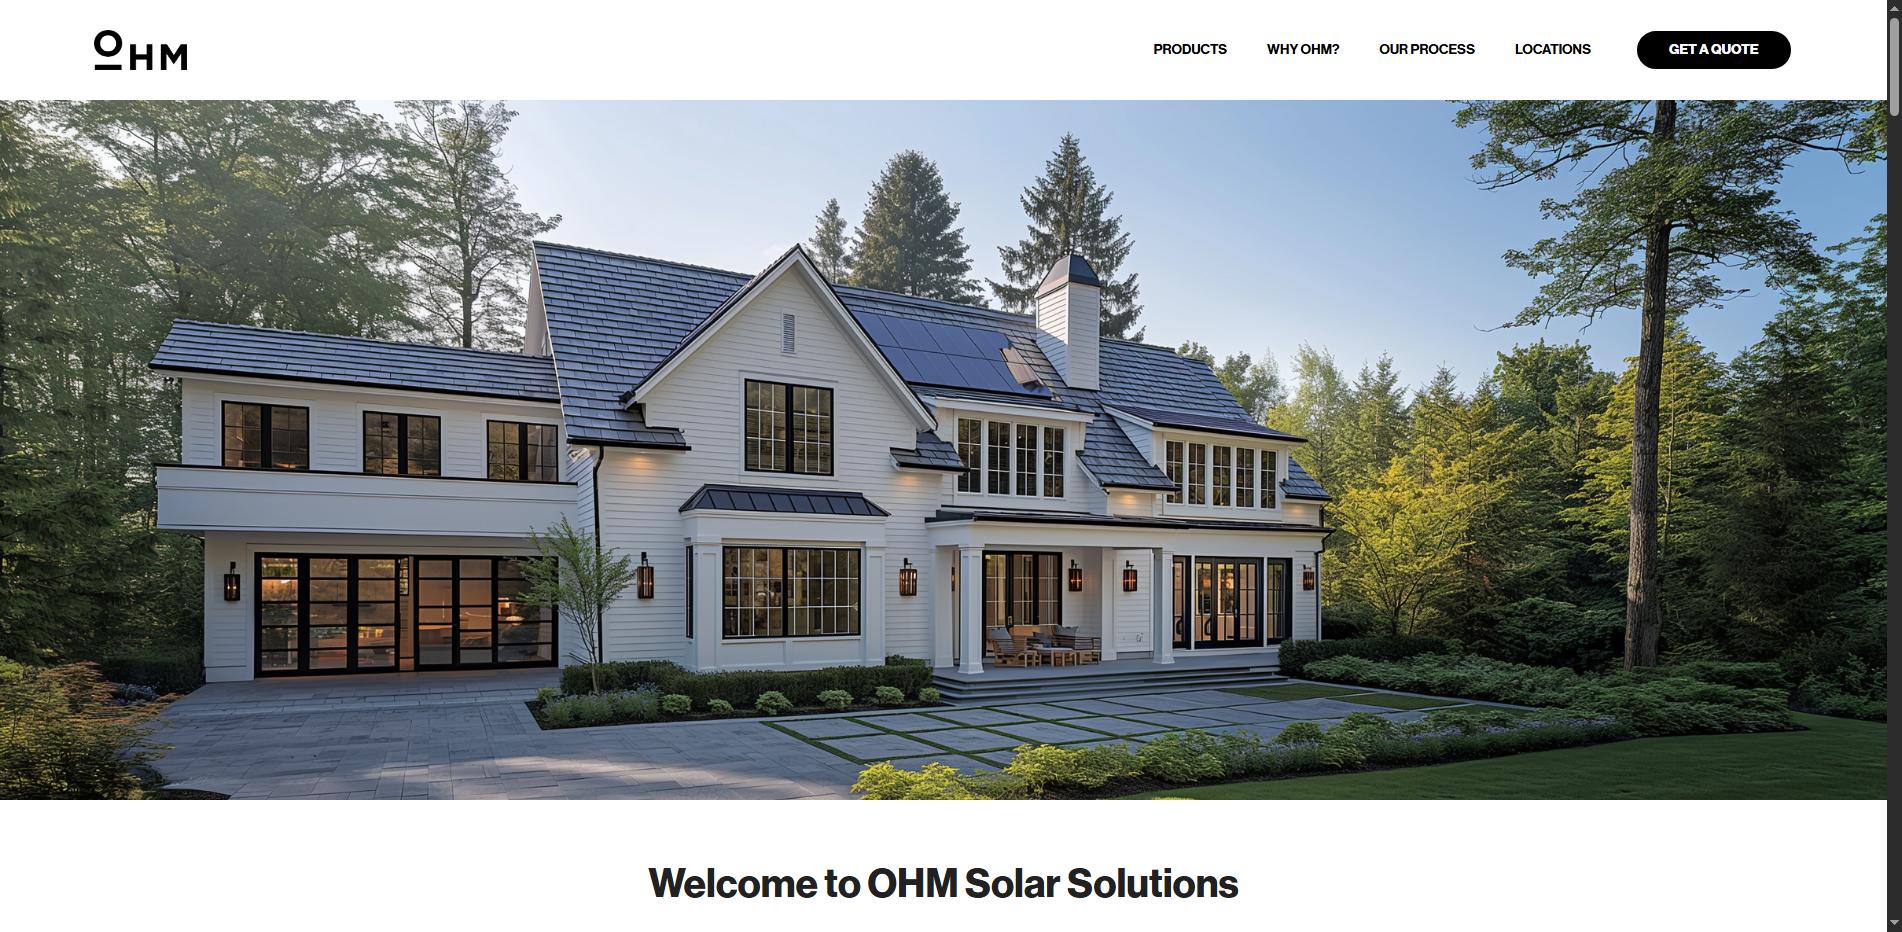 OHM
PRODUCTS
WHY OHM?
OUR PROCESS
LOCATIONS
GET A QUOTE
Welcome to OHM Solar Solutions